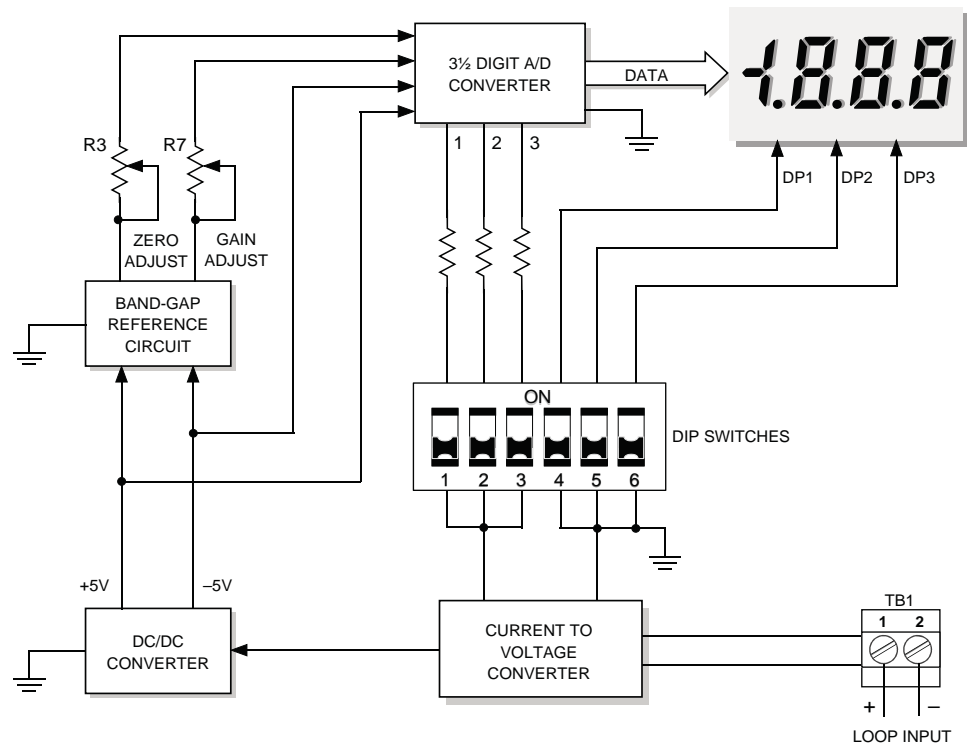 3½ DIGIT A/D
CONVERTER
DATA
-1.8.8.8
1 2 3
DP1 DP2 DP3
R3 R7
ZERO
ADJUST
GAIN
ADJUST
BAND-GAP
REFERENCE
CIRCUIT
ON
1 2 3 4 5 6
DIP SWITCHES
+5V –5V
DC/DC
CONVERTER
CURRENT TO
VOLTAGE
CONVERTER
TB1
1 2
+ –
LOOP INPUT